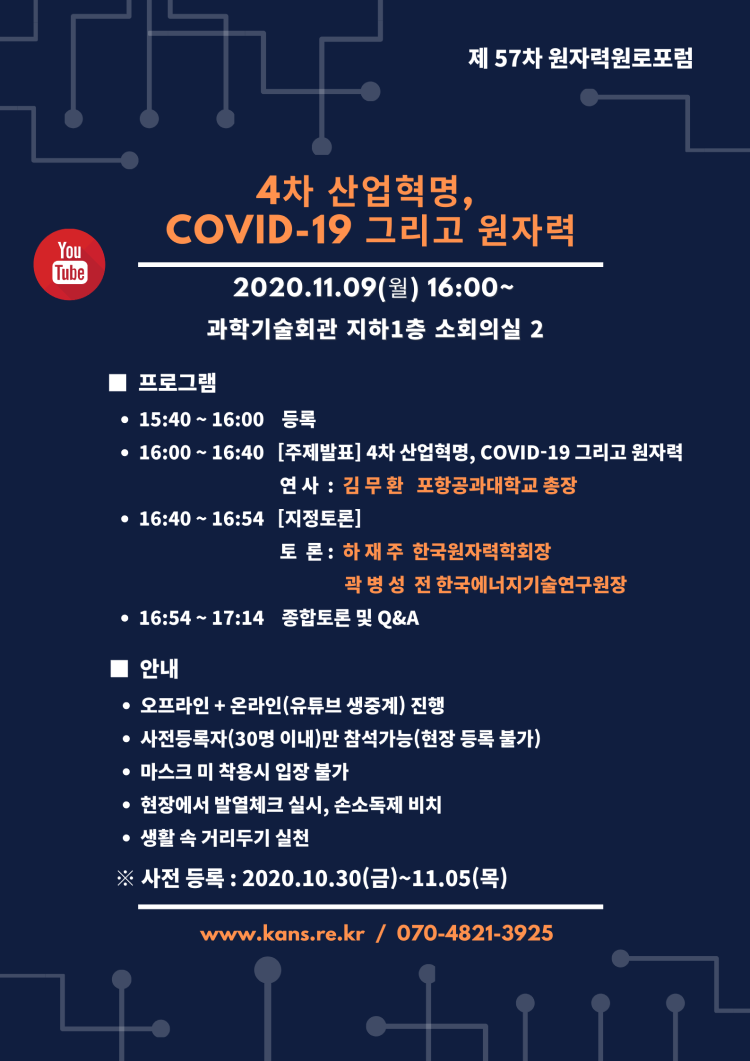 제 57차 원자력원로포럼
4차 산업혁명,
COVID-19 그리고 원자력
You
Tube
2020.11.09(월) 16:00~
과학기술회관 지하1층 소회의실 2
■ 프로그램
• 15:40 ~ 16:00 등록
• 16:00 ~ 16:40 [주제발표] 4차 산업혁명, COVID-19 그리고 원자력
연 사 : 김 무 환 포항공과대학교 총장
• 16:40 ~ 16:54 [지정토론]
토 론 : 하 재 주 한국원자력학회장
곽 병 성 전 한국에너지기술연구원장
• 16:54 ~ 17:14 종합토론 및 Q&A
■ 안내
• 오프라인 + 온라인(유튜브 생중계) 진행
• 사전등록자(30명 이내)만 참석가능(현장 등록 불가)
• 마스크 미 착용시 입장 불가
• 현장에서 발열체크 실시, 손소독제 비치
• 생활 속 거리두기 실천
※ 사전 등록 : 2020.10.30(금)~11.05(목)
www.kans.re.kr / 070-4821-3925